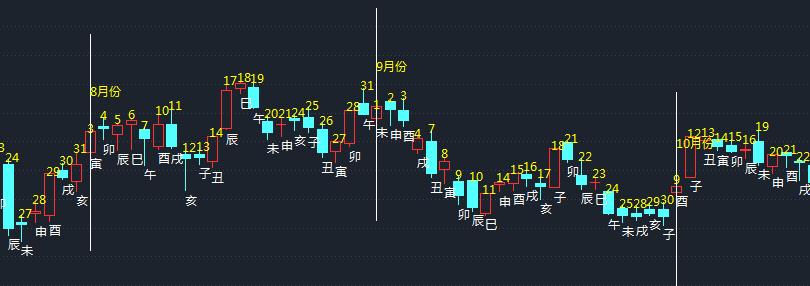 8月份
9月份
10月份
3 24 27 28 29 30 31 3 4 5 6 7 10 11 12 13 14 17 18 19 20 21 24 25 26 27 28 31 1 2 3 4 7 8 9 10 11 14 15 16 17 18 21 22 23 24 25 28 29 30 9 10 12 13 14 15 16 19 20 21 22
辰 未 申 酉 戌 亥 寅 卯 辰 巳 午 酉 戌 亥 子 丑 辰 巳 午 未 申 亥 子 丑 寅 卯 午 未 申 酉 戌 丑 寅 卯 辰 巳 申 酉 戌 亥 子 卯 辰 巳 午 未 戌 亥 子 酉 子 丑 寅 卯 辰 未 申 酉 戌